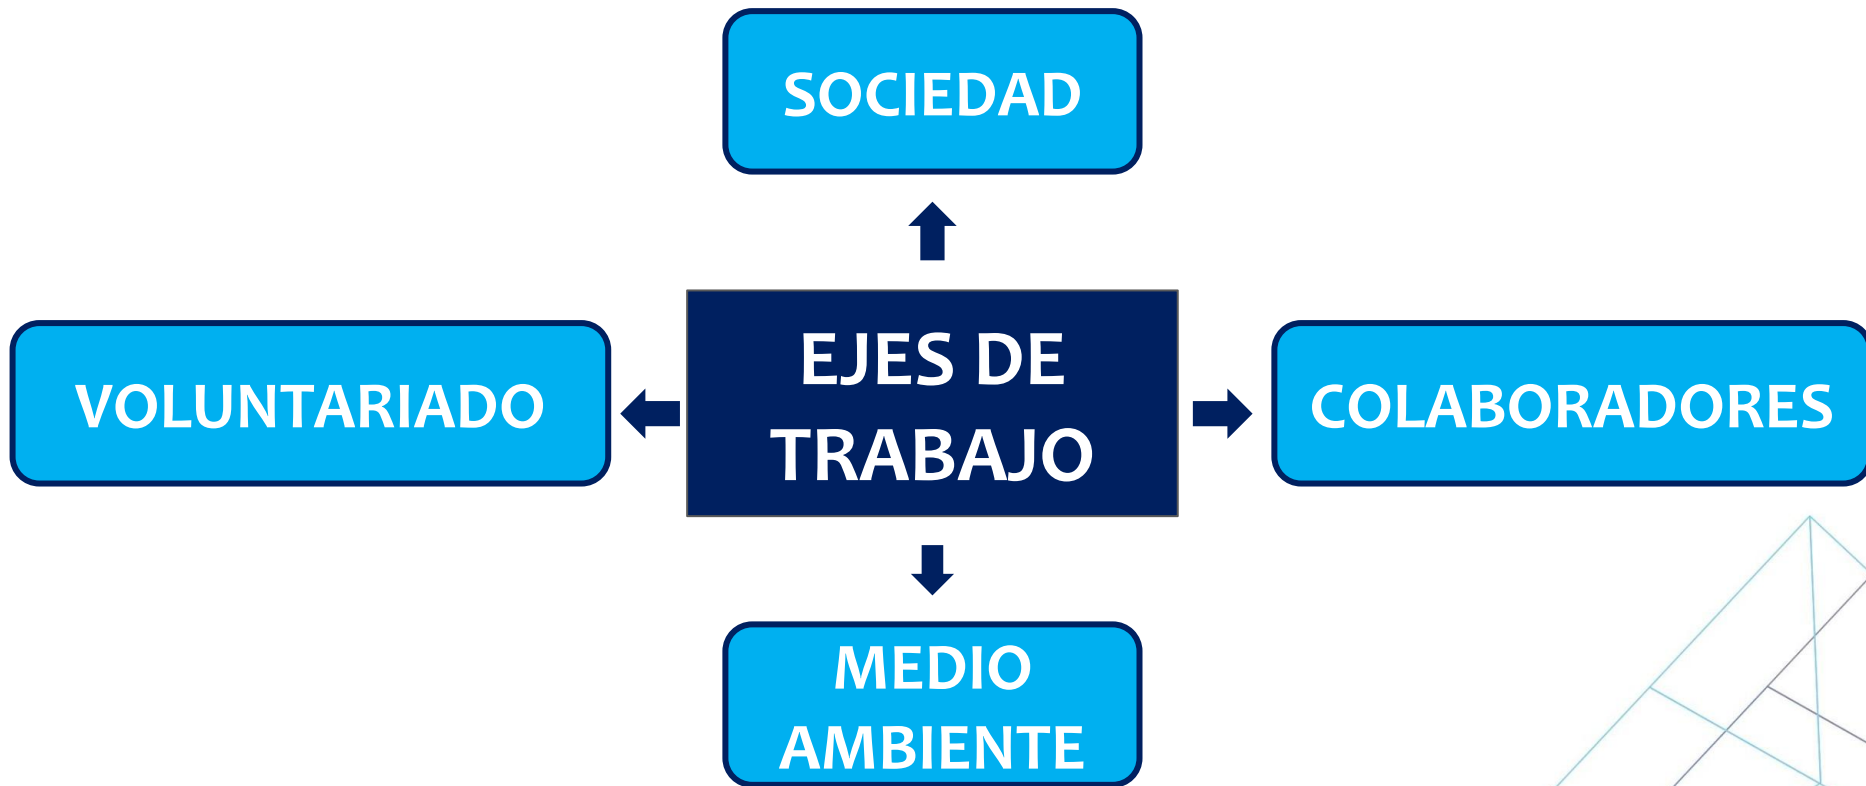 SOCIEDAD
VOLUNTARIADO
EJES DE
TRABAJO
COLABORADORES
MEDIO
AMBIENTE